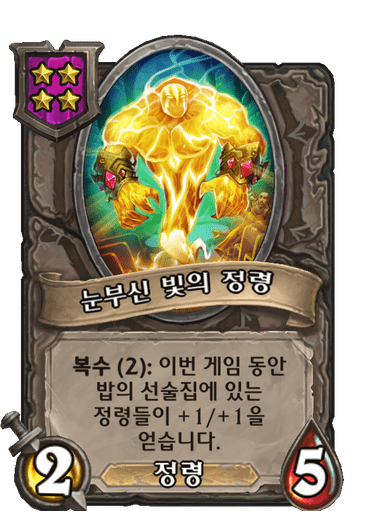 눈부신 빛의 정령
복수 (2): 이번 게임 동안
밥의 선술집에 있는
정령들이 +1/+1을
얻습니다.
2
정령
5